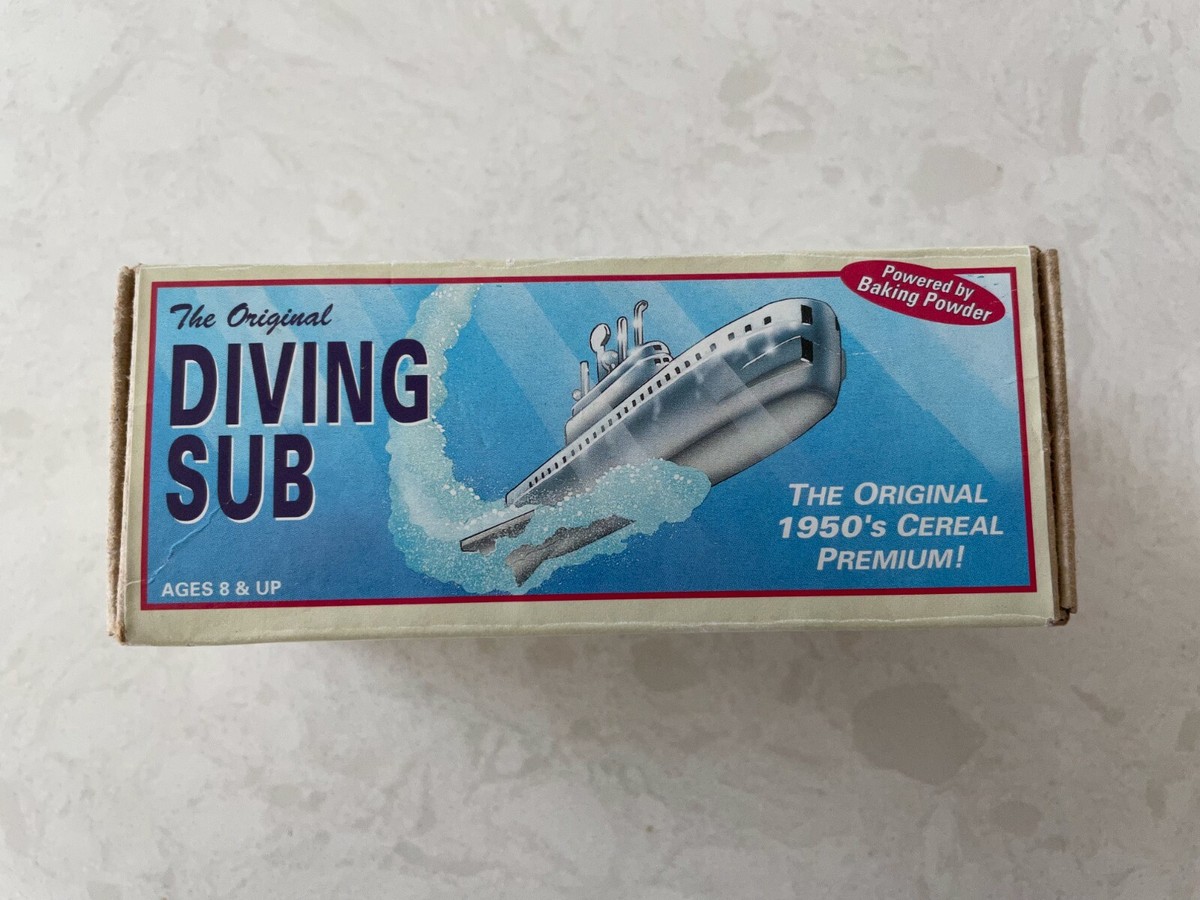 The Original
DIVING
SUB
AGES 8 & UP
Powered by
Baking Powder
THE ORIGINAL
1950's CEREAL
PREMIUM!